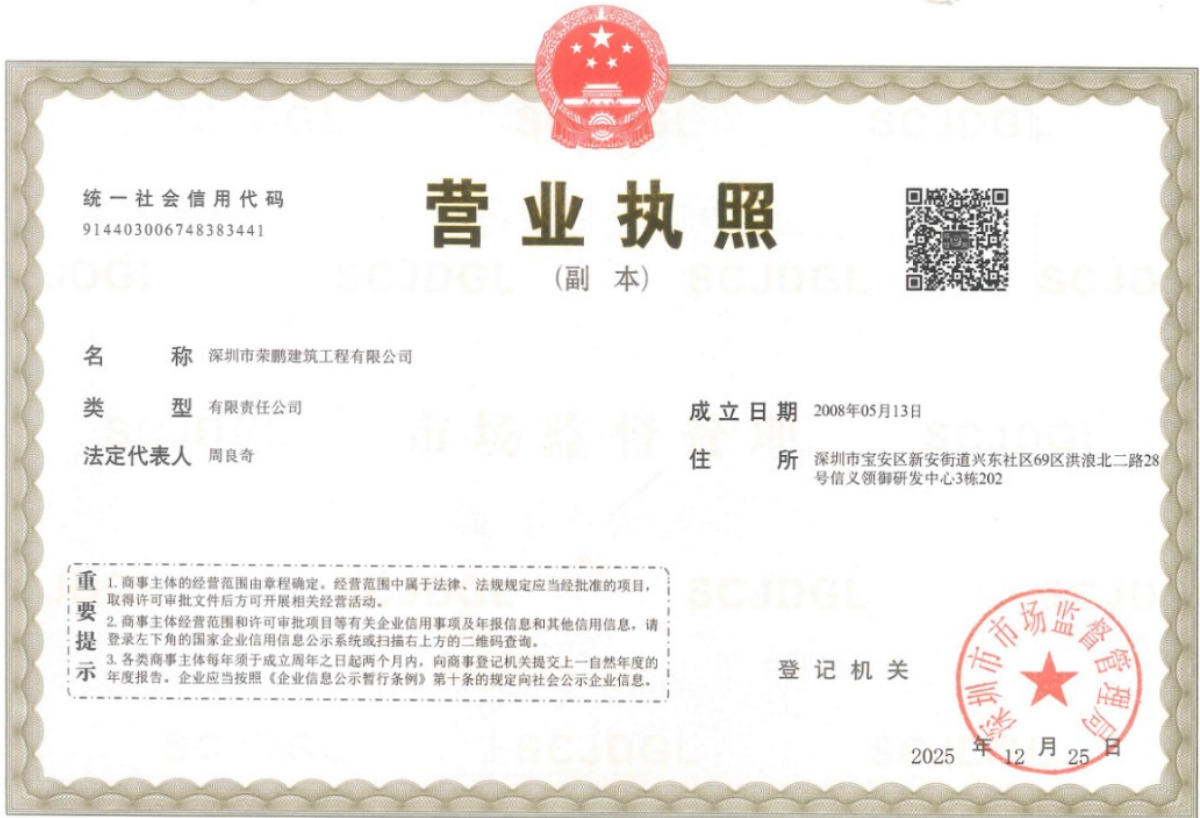 统一社会信用代码
914403006748383441
营业执照
(副 本)
名 称 深圳市荣鹏建筑工程有限公司
类 型 有限责任公司
法定代表人 周良奇
成立日期 2008年05月13日
住 所 深圳市宝安区新安街道兴东社区69区洪浪北二路28
号信义领御研发中心3栋202
重要提示
1. 商事主体的经营范围由章程确定。经营范围中属于法律、法规规定应当经批准的项目，
取得许可审批文件后方可开展相关经营活动。
2. 商事主体经营范围和许可审批项目等有关企业信用事项及年报信息和其他信用信息，请
登录左下角的国家企业信用信息公示系统或扫描右上方的二维码查询。
3. 各类商事主体每年须于成立周年之日起两个月内，向商事登记机关提交上一自然年度的
年度报告。企业应当按照《企业信息公示暂行条例》第十条的规定向社会公示企业信息。
登记机关
深圳市市场监督管理局
2025 年 12 月 25 日
SCJDGL
市场监督管理